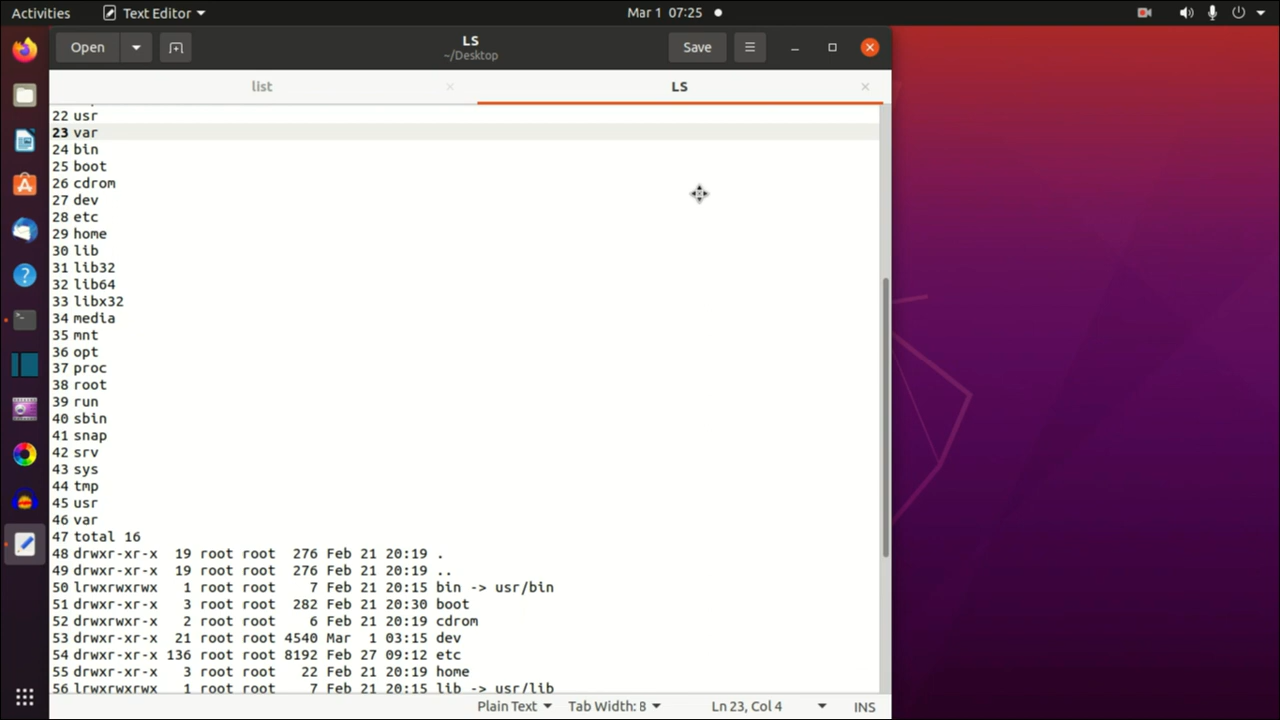 Activities
Text Editor
Mar 1 07:25
Open
LS
~/Desktop
Save
list
LS
22 usr
23 var
24 bin
25 boot
26 cdrom
27 dev
28 etc
29 home
30 lib
31 lib32
32 lib64
33 libx32
34 media
35 mnt
36 opt
37 proc
38 root
39 run
40 sbin
41 snap
42 srv
43 sys
44 tmp
45 usr
46 var
47 total 16
48 drwxr-xr-x 19 root root 276 Feb 21 20:19 .
49 drwxr-xr-x 19 root root 276 Feb 21 20:19 ..
50 lrwxrwxrwx 1 root root 7 Feb 21 20:15 bin -> usr/bin
51 drwxr-xr-x 3 root root 282 Feb 21 20:30 boot
52 drwxr-xr-x 2 root root 6 Feb 21 20:19 cdrom
53 drwxr-xr-x 21 root root 4540 Mar 1 03:15 dev
54 drwxr-xr-x 136 root root 8192 Feb 27 09:12 etc
55 drwxr-xr-x 3 root root 22 Feb 21 20:19 home
56 lrwxrwxrwx 1 root root 7 Feb 21 20:15 lib -> usr/lib
Plain Text
Tab Width: 8
Ln 23, Col 4
INS